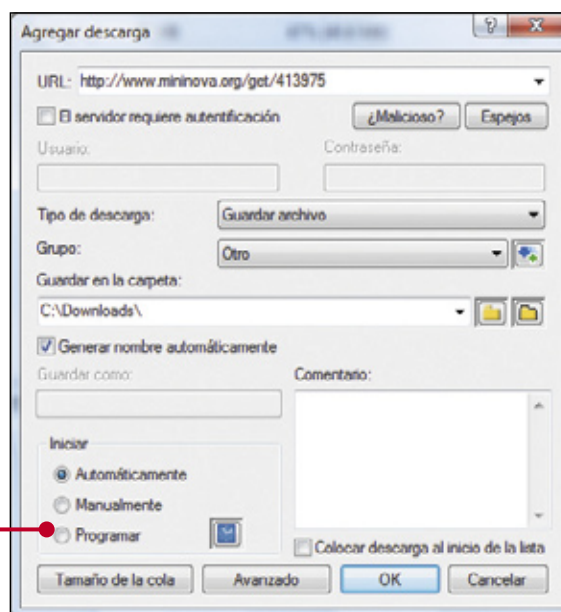 Agregar descarga
URL: http://www.mininova.org/get/413975
El servidor requiere autentificación
¿Malicioso? Espejos
Usuario: Contraseña:
Tipo de descarga: Guardar archivo
Grupo: Otro
Guardar en la carpeta:
C:\Downloads\
Generar nombre automáticamente
Guardar como: Comentario:
Iniciar
Automáticamente
Manualmente
Programar
Colocar descarga al inicio de la lista
Tamaño de la cola Avanzado OK Cancelar